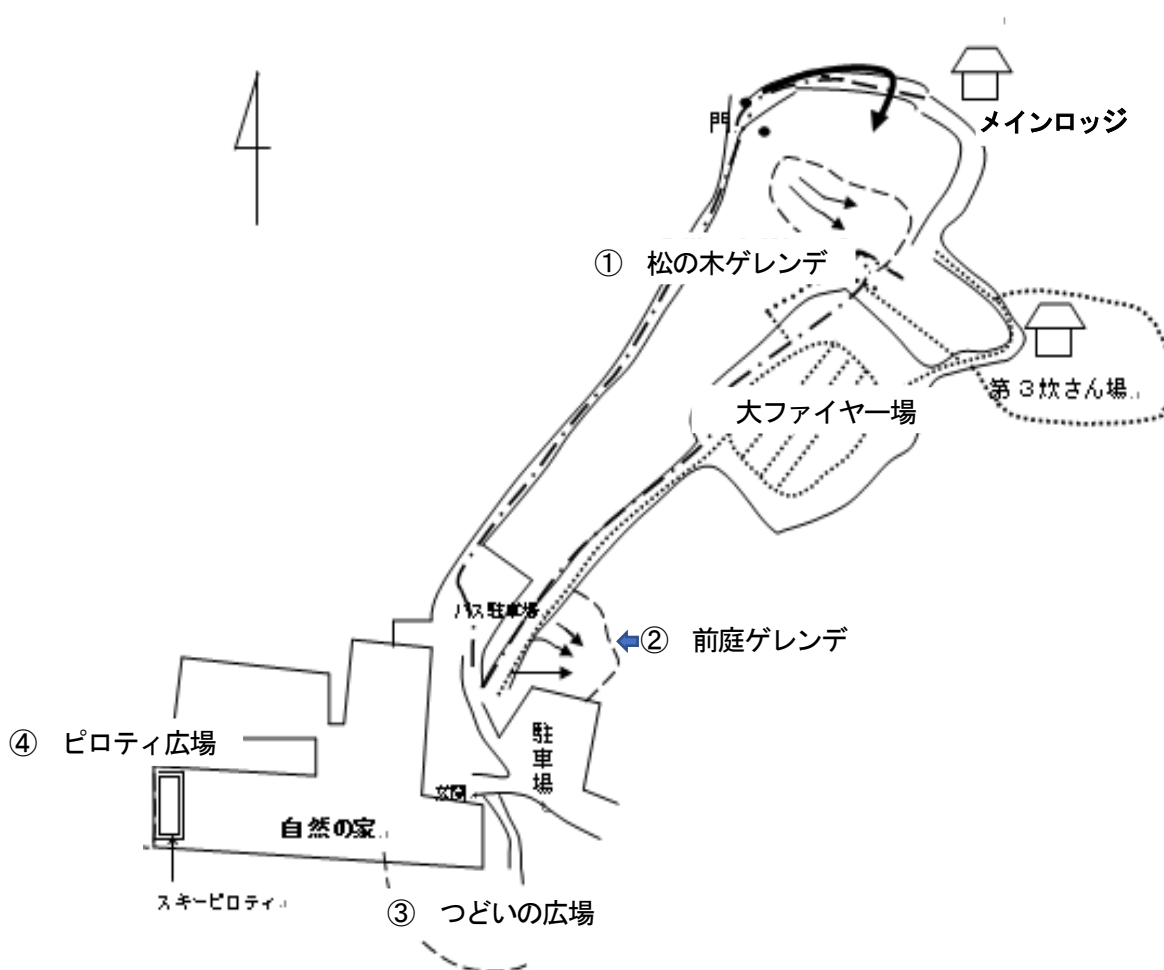 メインロッジ
門
① 松の木ゲレンデ
第3炊さん場
大ファイヤー場
バス駐車場
② 前庭ゲレンデ
④ ピロティ広場
駐車場
玄関
自然の家
スキーピロティ
③ つどいの広場